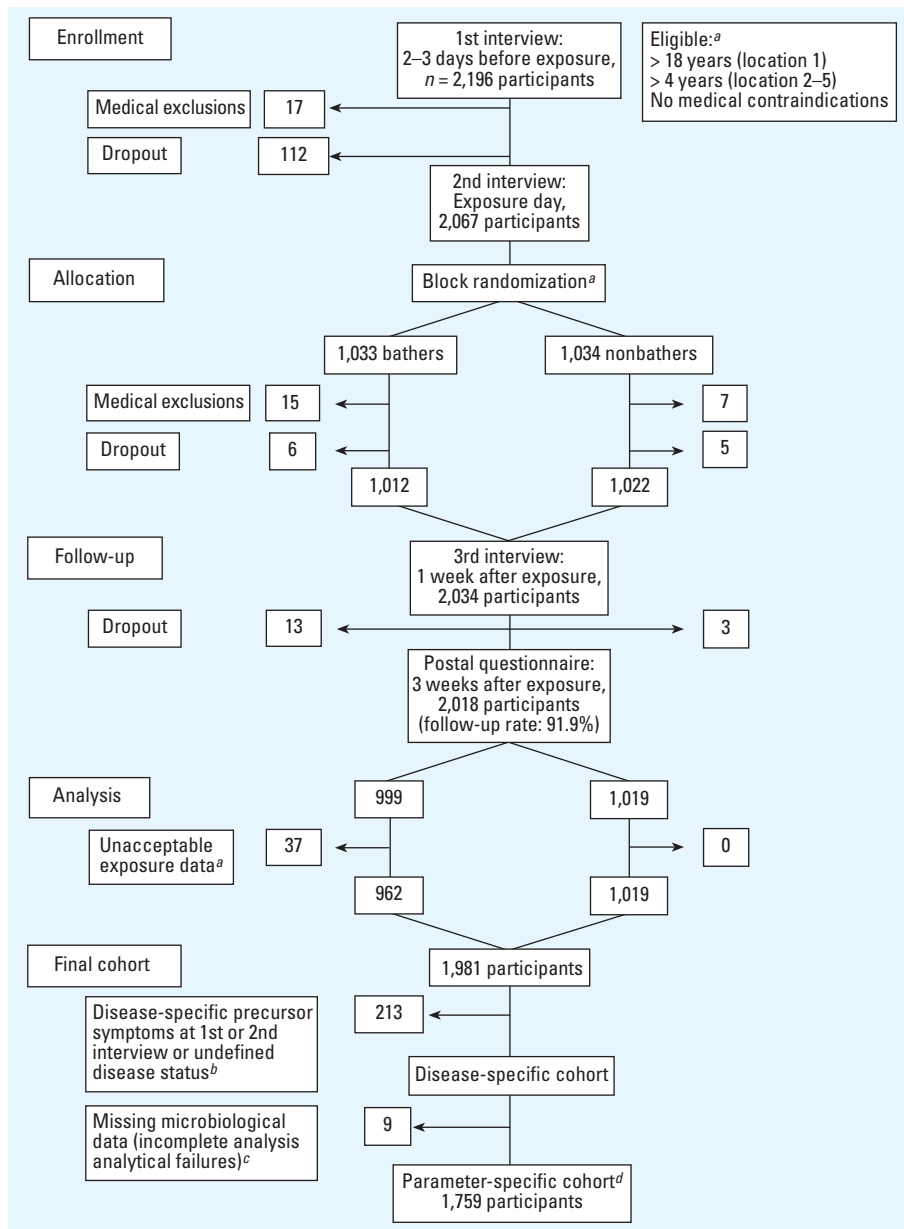 Enrollment
1st interview:
2–3 days before exposure,
n = 2,196 participants
Eligible:a
> 18 years (location 1)
> 4 years (location 2–5)
No medical contraindications
Medical exclusions
17
Dropout
112
2nd interview:
Exposure day,
2,067 participants
Allocation
Block randomizationa
1,033 bathers
1,034 nonbathers
Medical exclusions
15
7
Dropout
6
5
1,012
1,022
Follow-up
3rd interview:
1 week after exposure,
2,034 participants
Dropout
13
3
Postal questionnaire:
3 weeks after exposure,
2,018 participants
(follow-up rate: 91.9%)
Analysis
999
1,019
Unacceptable
exposure dataa
37
0
962
1,019
Final cohort
1,981 participants
Disease-specific precursor
symptoms at 1st or 2nd
interview or undefined
disease statusb
213
Disease-specific cohort
Missing microbiological
data (incomplete analysis
analytical failures)c
9
Parameter-specific cohortd
1,759 participants